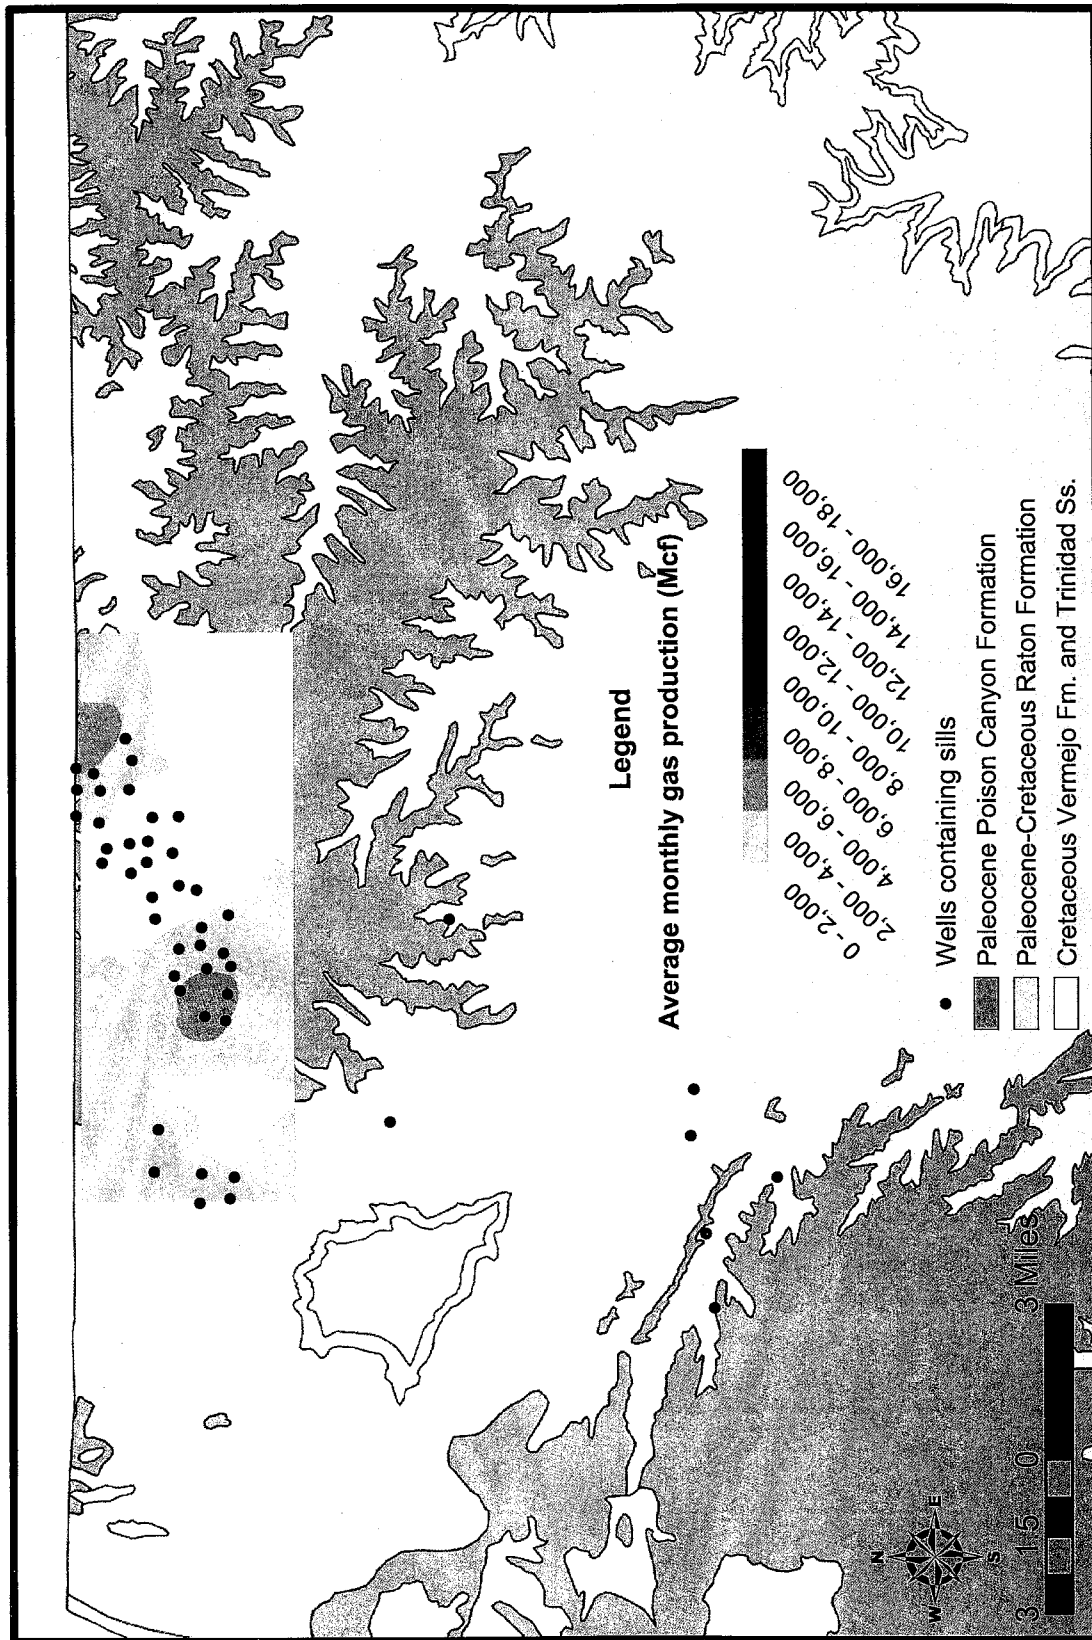 Legend
Average monthly gas production (Mcf)
0 - 2,000
2,000 - 4,000
4,000 - 6,000
6,000 - 8,000
8,000 - 10,000
10,000 - 12,000
12,000 - 14,000
14,000 - 16,000
16,000 - 18,000
Wells containing sills
Paleocene Poison Canyon Formation
Paleocene-Cretaceous Raton Formation
Cretaceous Vermejo Fm. and Trinidad Ss.
N
W E
S
3 1.5 0 3 Miles